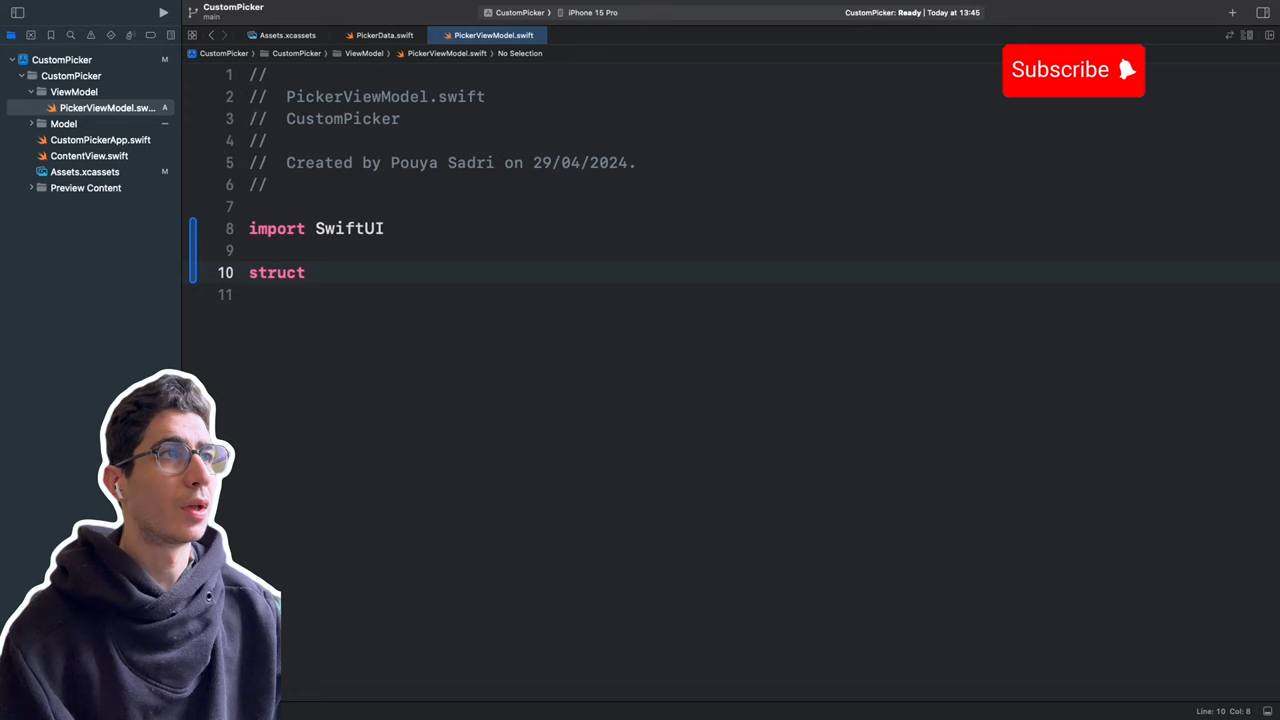 CustomPicker
main
CustomPicker
iPhone 15 Pro
CustomPicker: Ready | Today at 13:45
Assets.xcassets
PickerData.swift
PickerViewModel.swift
CustomPicker
CustomPicker
ViewModel
PickerViewModel.swift
No Selection
CustomPicker M
CustomPicker
ViewModel
PickerViewModel.sw... A
Model
CustomPickerApp.swift
ContentView.swift
Assets.xcassets M
Preview Content
Subscribe
1 //
2 // PickerViewModel.swift
3 // CustomPicker
4 //
5 // Created by Pouya Sadri on 29/04/2024.
6 //
7
8 import SwiftUI
9
10 struct
11
Line: 10 Col: 8